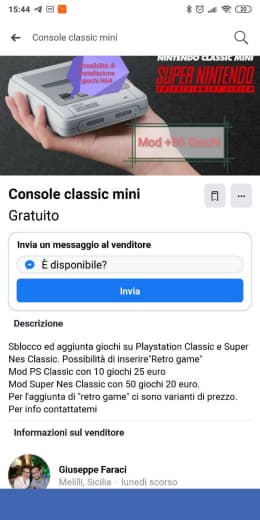 15:44
20
Console classic mini
NINTENDO CLASSIC MINI
SUPER NINTENDO
ENTERTAINMENT SYSTEM
Possibilità di
installazione
giochi N64
Mod +50 Giochi
Console classic mini
Gratuito
Invia un messaggio al venditore
È disponibile?
Invia
Descrizione
Sblocco ed aggiunta giochi su Playstation Classic e Super
Nes Classic. Possibilità di inserire"Retro game"
Mod PS Classic con 10 giochi 25 euro
Mod Super Nes Classic con 50 giochi 20 euro.
Per l'aggiunta di "retro game" ci sono varianti di prezzo.
Per info contattatemi
Informazioni sul venditore
Giuseppe Faraci
Melilli, Sicilia · lunedì scorso